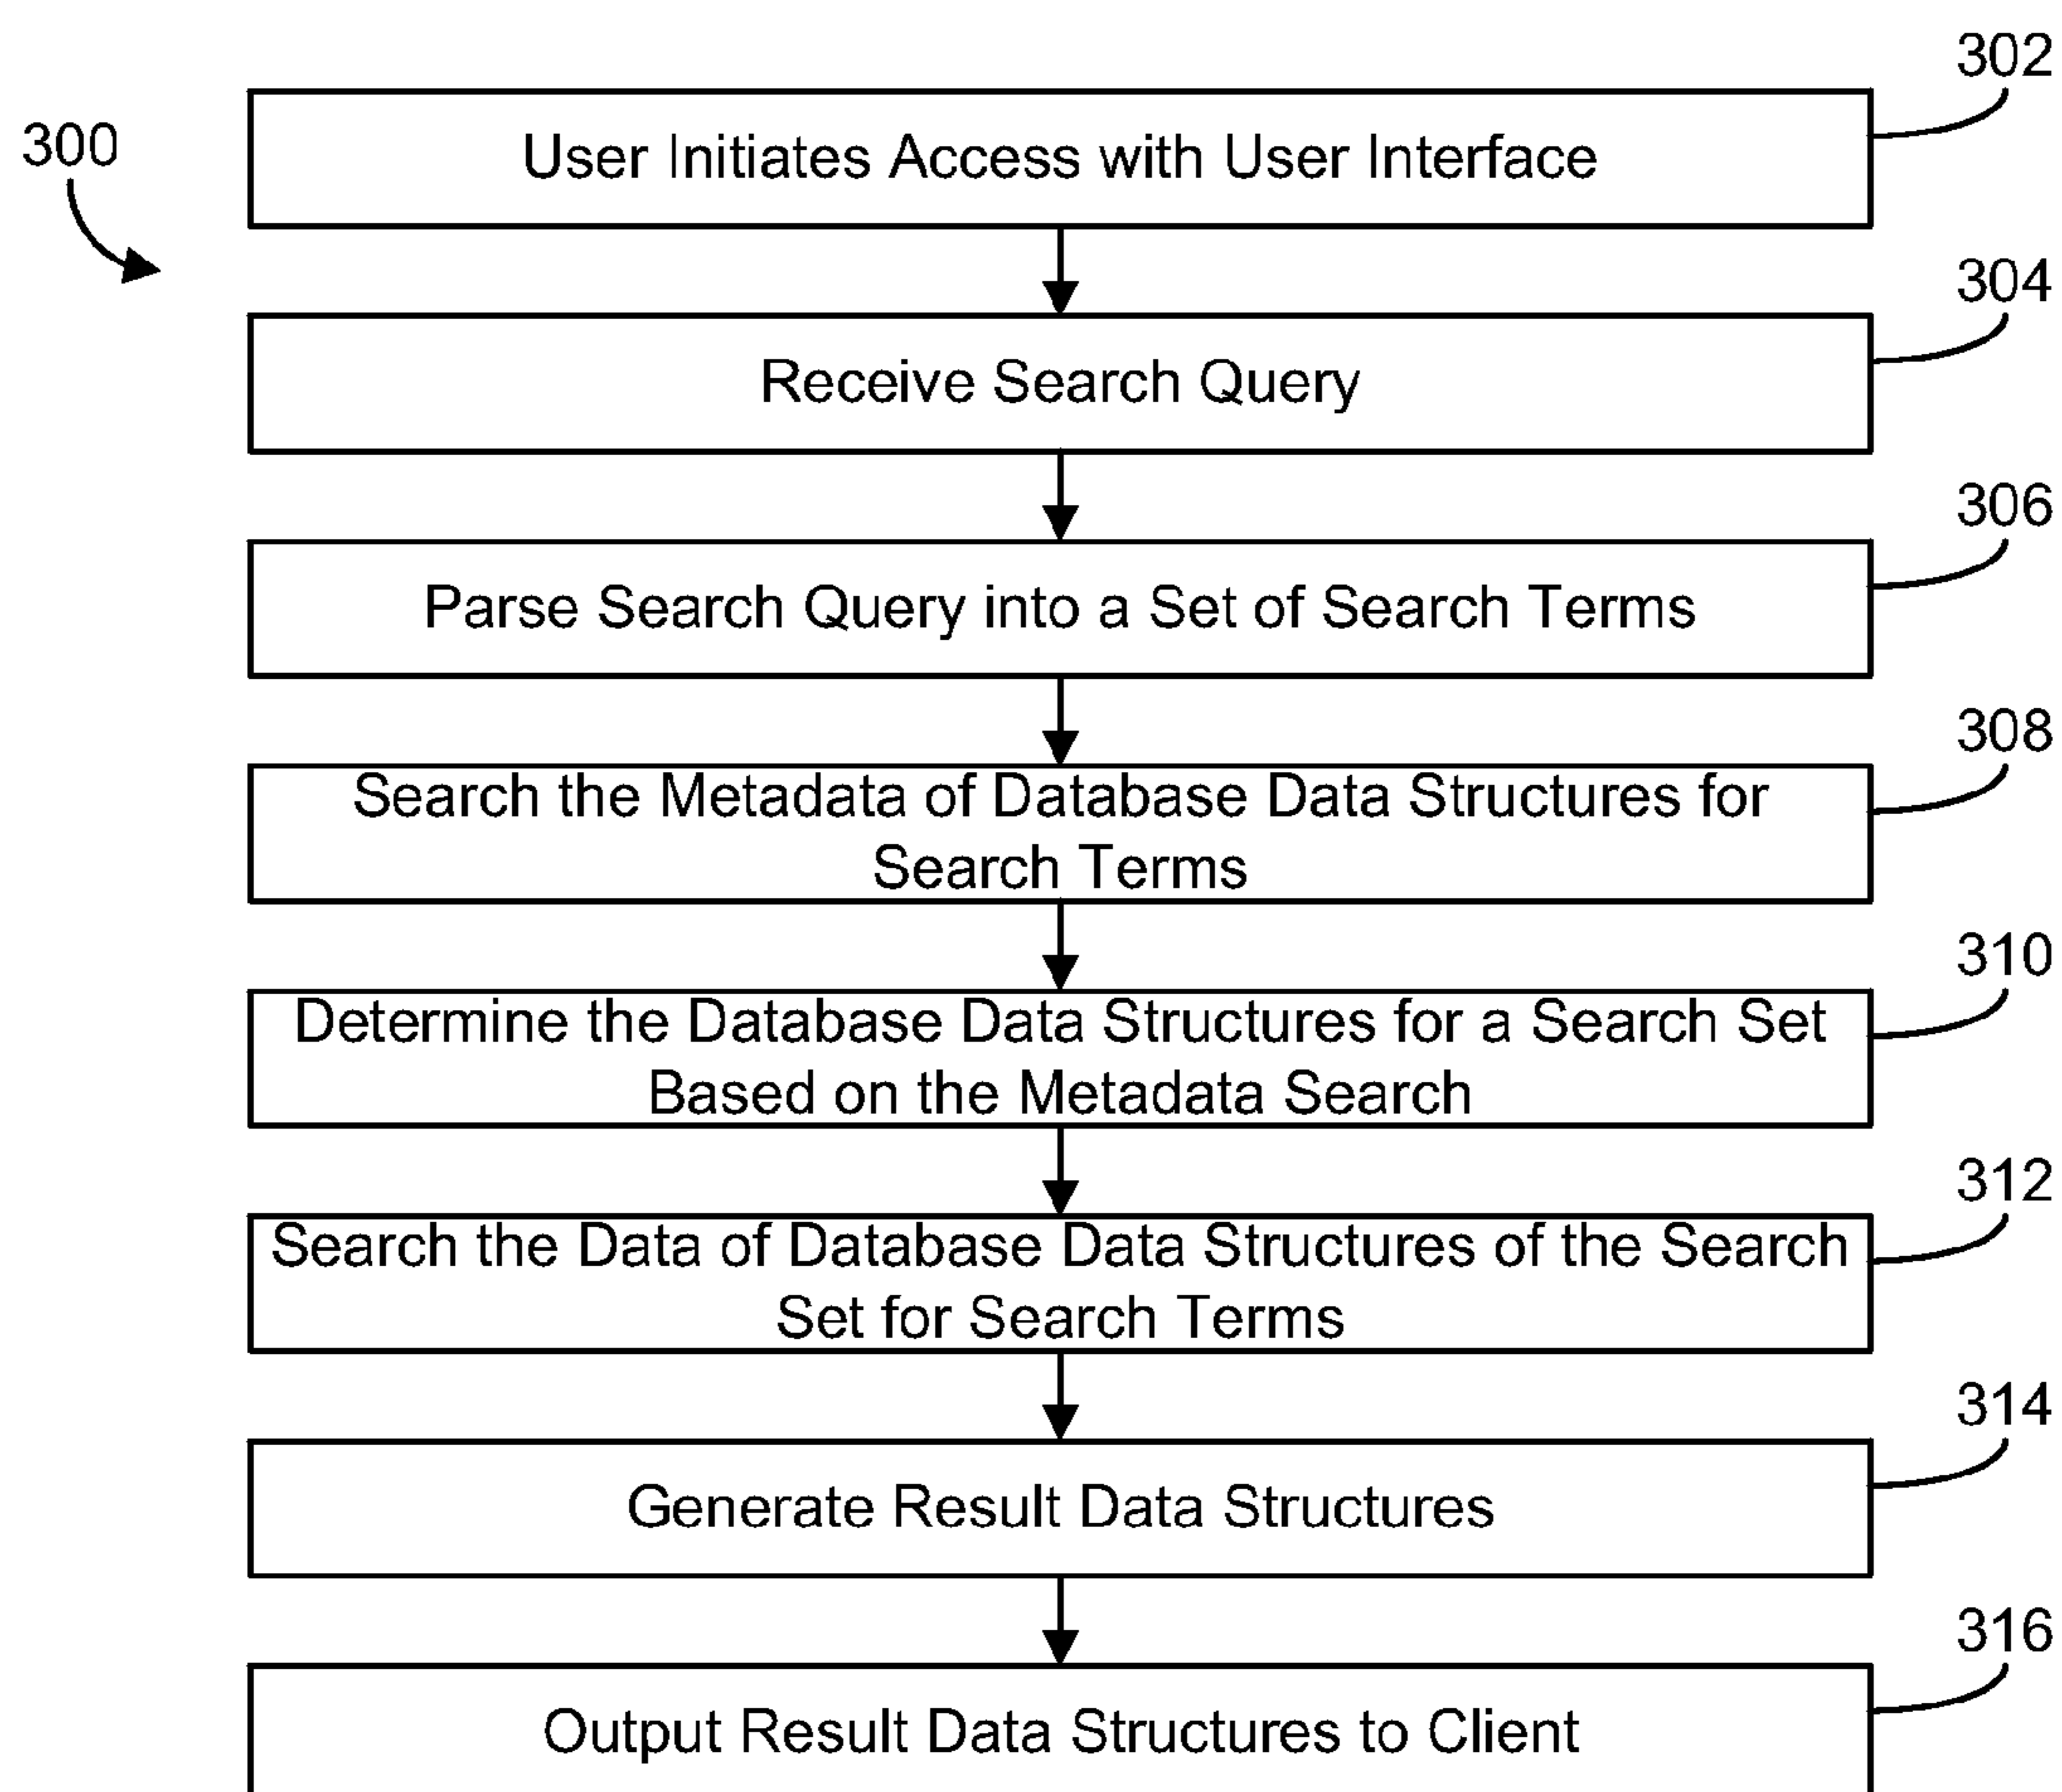 302
300
User Initiates Access with User Interface
304
Receive Search Query
306
Parse Search Query into a Set of Search Terms
308
Search the Metadata of Database Data Structures for
Search Terms
310
Determine the Database Data Structures for a Search Set
Based on the Metadata Search
312
Search the Data of Database Data Structures of the Search
Set for Search Terms
314
Generate Result Data Structures
316
Output Result Data Structures to Client